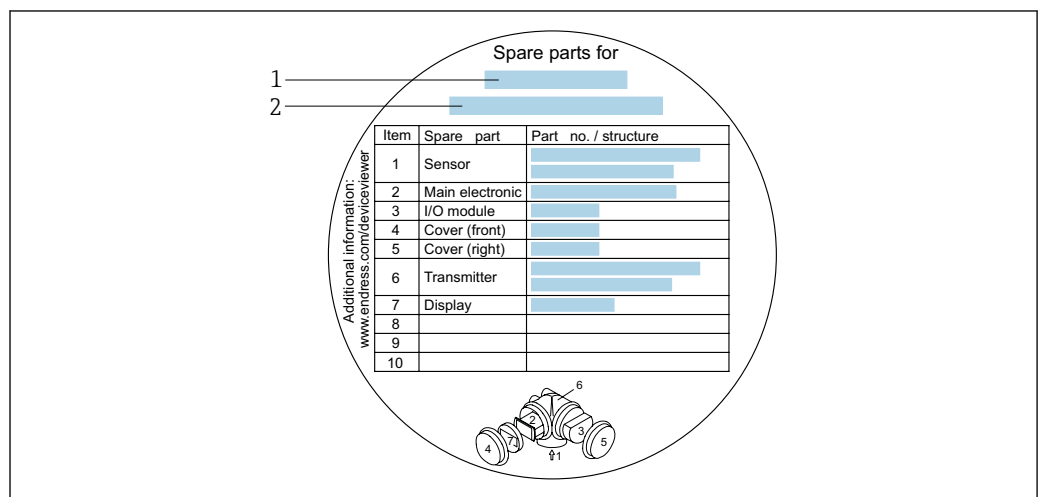 Spare parts for
1
2
Additional information:
www.endress.com/deviceviewer
Item Spare part Part no. / structure
1 Sensor
2 Main electronic
3 I/O module
4 Cover (front)
5 Cover (right)
6 Transmitter
7 Display
8
9
10
6
2
3
7
4
5
1